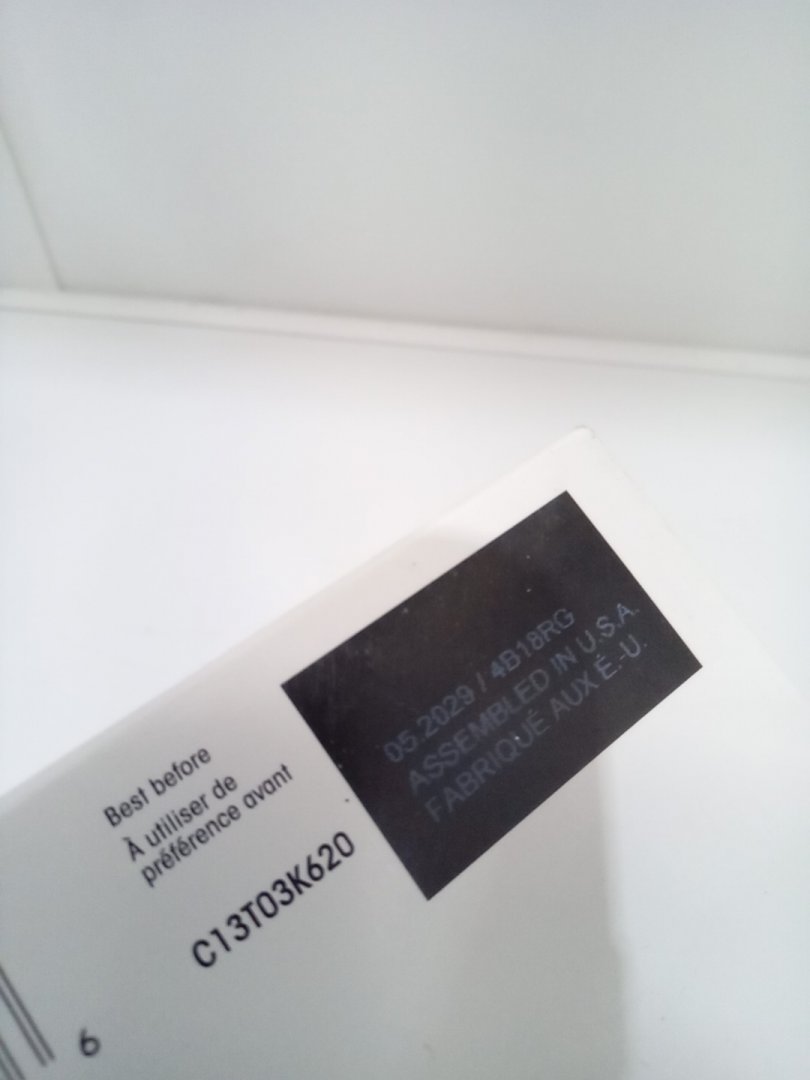 05.2029 / 4B18RG
ASSEMBLED IN U.S.A.
FABRIQUÉ AUX É.-U.
Best before
À utiliser de
préférence avant
C13T03K620
6